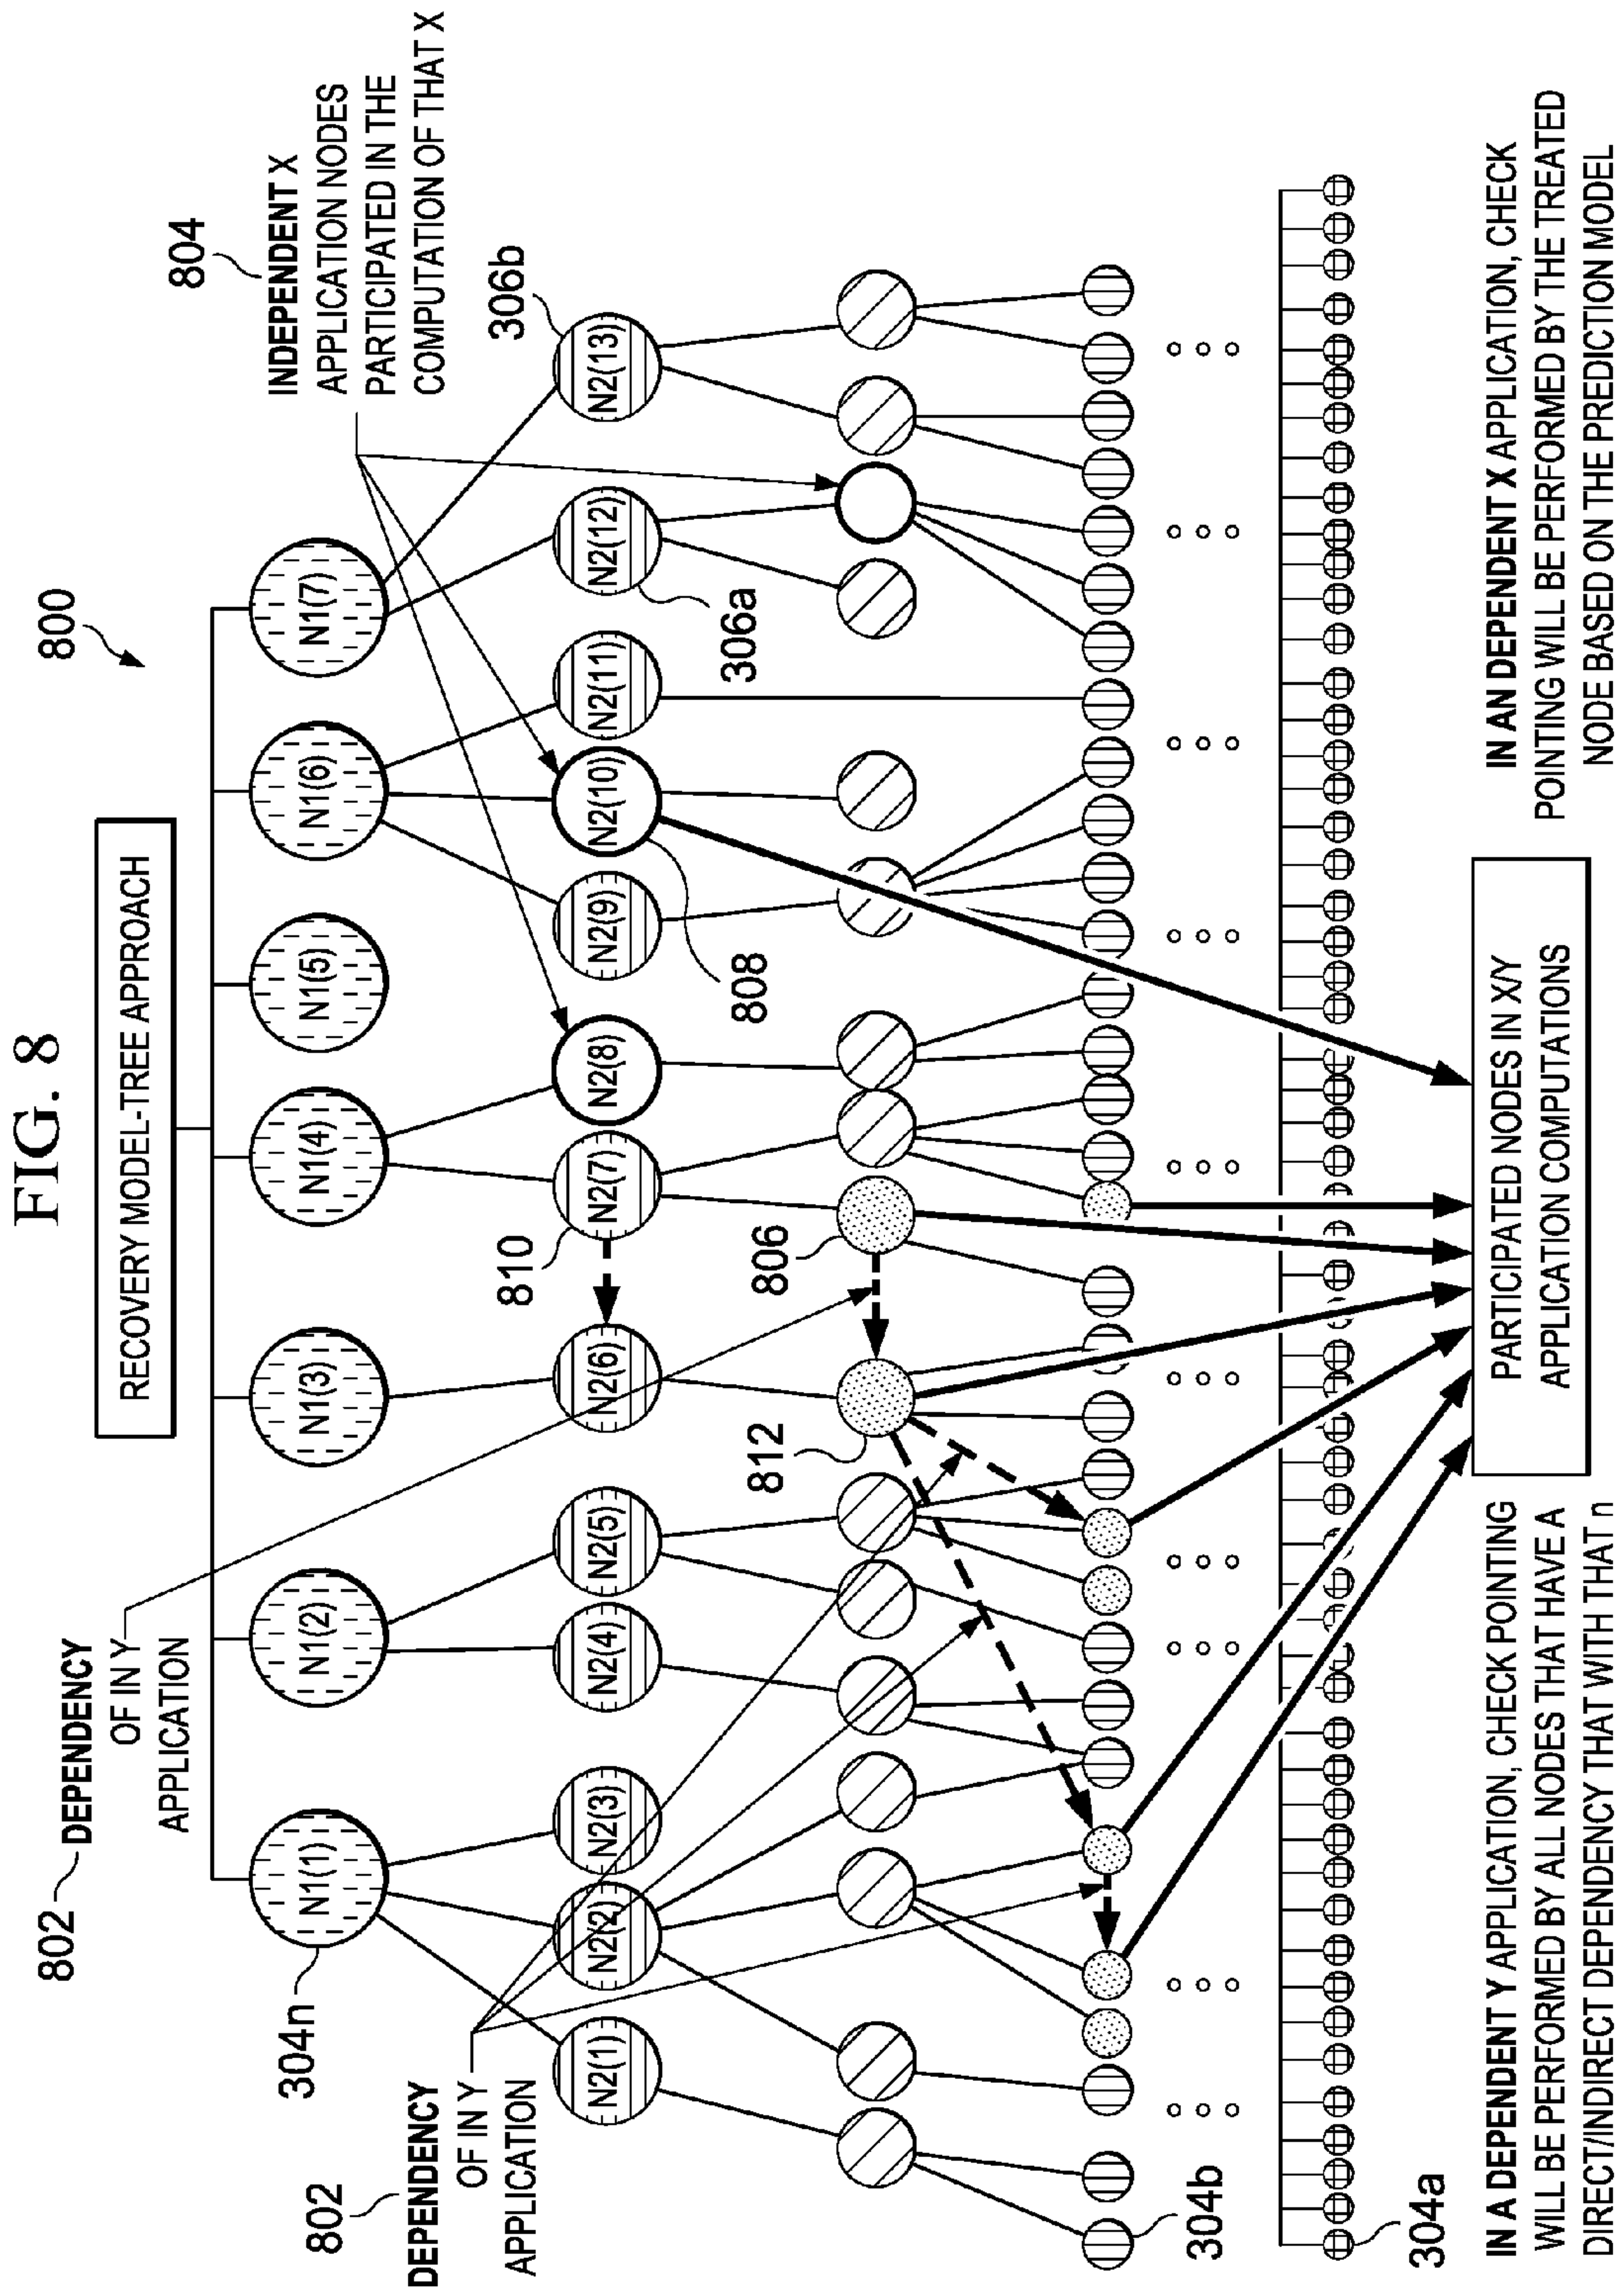 FIG. 8
800
RECOVERY MODEL-TREE APPROACH
802
DEPENDENCY
OF IN Y
APPLICATION
804
INDEPENDENT X
APPLICATION NODES
PARTICIPATED IN THE
COMPUTATION OF THAT X
304n
N1(1)
N1(2)
N1(3)
N1(4)
N1(5)
N1(6)
N1(7)
810
306b
N2(1)
N2(2)
N2(3)
N2(4)
N2(5)
N2(6)
N2(7)
N2(8)
N2(9)
N2(10)
N2(11)
N2(12)
N2(13)
802
DEPENDENCY
OF IN Y
APPLICATION
812
806
808
306a
304b
304a
IN A DEPENDENT Y APPLICATION, CHECK POINTING
WILL BE PERFORMED BY ALL NODES THAT HAVE A
DIRECT/INDIRECT DEPENDENCY THAT WITH THAT n
PARTICIPATED NODES IN X/Y
APPLICATION COMPUTATIONS
IN AN DEPENDENT X APPLICATION, CHECK
POINTING WILL BE PERFORMED BY THE TREATED
NODE BASED ON THE PREDICTION MODEL